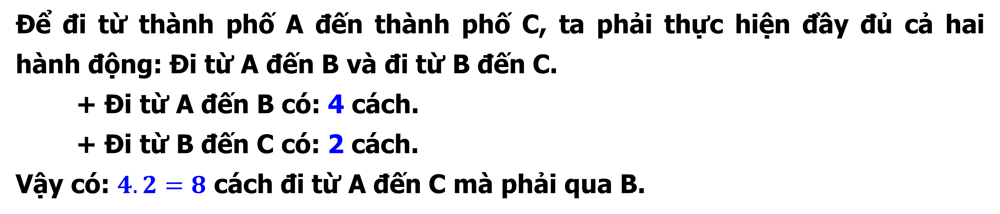 Để đi từ thành phố A đến thành phố C, ta phải thực hiện đầy đủ cả hai
hành động: Đi từ A đến B và đi từ B đến C.
+ Đi từ A đến B có: 4 cách.
+ Đi từ B đến C có: 2 cách.
Vậy có: 4. 2 = 8 cách đi từ A đến C mà phải qua B.